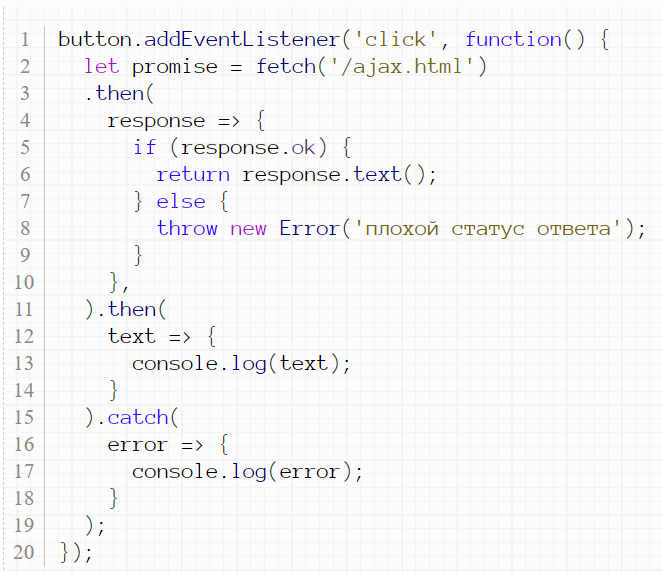 1 button.addEventListener('click', function() {
2   let promise = fetch('/ajax.html')
3   .then(
4     response => {
5       if (response.ok) {
6         return response.text();
7       } else {
8         throw new Error('плохой статус ответа');
9       }
10     },
11   ).then(
12     text => {
13       console.log(text);
14     }
15   ).catch(
16     error => {
17       console.log(error);
18     }
19   );
20 });